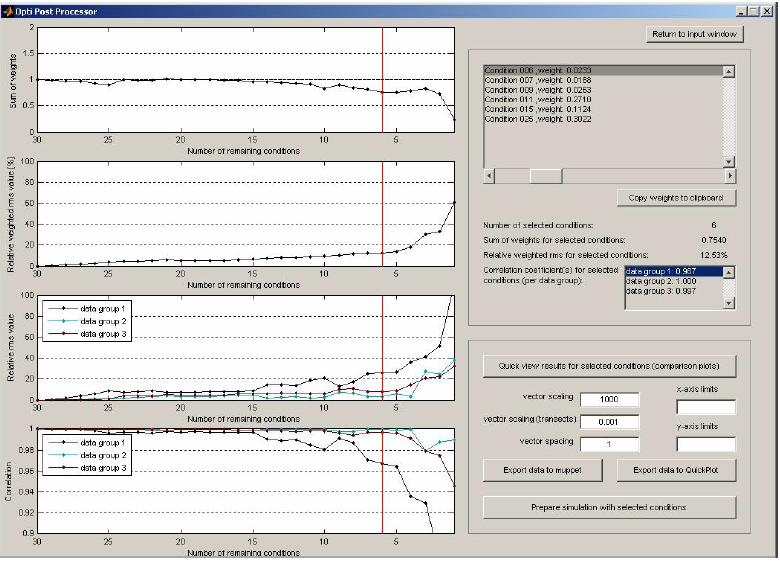 Opti Post Processor
Return to input window
2
1.5
1
0.5
0
Sum of weights
30
25
20
15
10
5
Number of remaining conditions
Condition 006 ,weight: 0.0233
Condition 007 ,weight: 0.0188
Condition 009 ,weight: 0.0263
Condition 011 ,weight: 0.2710
Condition 015 ,weight: 0.1124
Condition 025 ,weight: 0.3022
Copy weights to clipboard
100
80
60
40
20
0
Relative weighted rms value [%]
30
25
20
15
10
5
Number of remaining conditions
Number of selected conditions: 6
Sum of weights for selected conditions: 0.7540
Relative weighted rms for selected conditions: 12.53%
Correlation coefficient(s) for selected
conditions (per data group):
data group 1: 0.967
data group 2: 1.000
data group 3: 0.997
100
80
60
40
20
0
Relative rms value
data group 1
data group 2
data group 3
30
25
20
15
10
5
Number of remaining conditions
Quick view results for selected conditions (comparison plots)
vector scaling 1000
x-axis limits
vector scaling (transects) 0.001
y-axis limits
vector spacing 1
Export data to muppet
Export data to QuickPlot
Prepare simulation with selected conditions
1
0.98
0.96
0.94
0.92
0.9
Correlation
data group 1
data group 2
data group 3
30
25
20
15
10
5
Number of remaining conditions